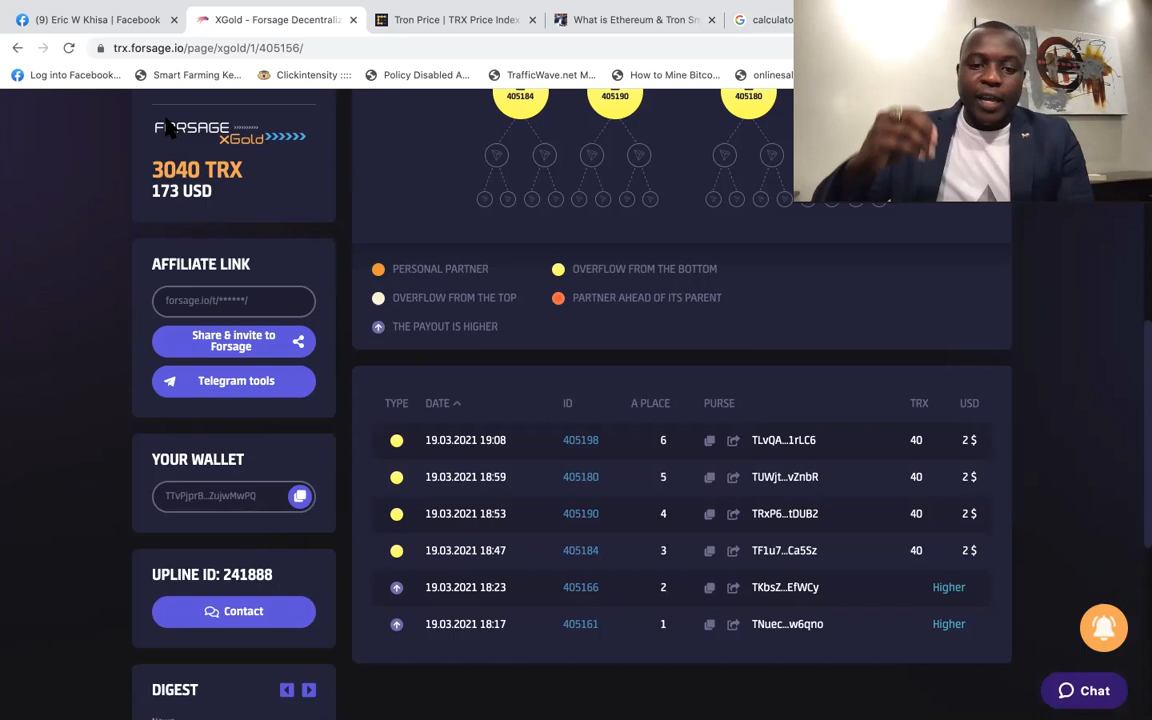 (9) Eric W Khisa | Facebook
XGold - Forsage Decentraliz
Tron Price | TRX Price Index
What is Ethereum & Tron Sm
calculato
trx.forsage.io/page/xgold/1/405156/
Log into Facebook...
Smart Farming Ke...
Clickintensity ::::
Policy Disabled A...
TrafficWave.net M...
How to Mine Bitco...
onlinesal
405184
405190
405180
FORSAGE
xGold
3040 TRX
173 USD
AFFILIATE LINK
forsage.io/t/******/
Share & invite to
Forsage
Telegram tools
YOUR WALLET
TTvPjprB...ZujwMwPQ
UPLINE ID: 241888
Contact
DIGEST
PERSONAL PARTNER
OVERFLOW FROM THE BOTTOM
OVERFLOW FROM THE TOP
PARTNER AHEAD OF ITS PARENT
THE PAYOUT IS HIGHER
TYPE DATE ID A PLACE PURSE TRX USD
19.03.2021 19:08 405198 6 TLvQA...1rLC6 40 2 $
19.03.2021 18:59 405180 5 TUWjt...vZnbR 40 2 $
19.03.2021 18:53 405190 4 TRxP6...tDUB2 40 2 $
19.03.2021 18:47 405184 3 TF1u7...Ca5Sz 40 2 $
19.03.2021 18:23 405166 2 TKbsZ...EfWCy Higher
19.03.2021 18:17 405161 1 TNuec...w6qno Higher
Chat